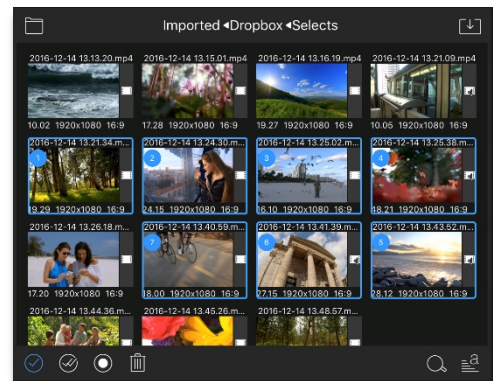 Imported ◂Dropbox ◂Selects
2016-12-14 13.13.20.mp4 2016-12-14 13.15.01.mp4 2016-12-14 13.16.19.mp4 2016-12-14 13.21.09.mp4
10.02 1920x1080 16:9 17.28 1920x1080 16:9 19.27 1920x1080 16:9 10.05 1920x1080 16:9
2016-12-14 13.21.34.m... 2016-12-14 13.24.30.m... 2016-12-14 13.25.02.m... 2016-12-14 13.25.38.m...
1 2 3 4
19.29 1920x1080 16:9 24.15 1920x1080 16:9 16.10 1920x1080 16:9 18.21 1920x1080 16:9
2016-12-14 13.26.18.m... 2016-12-14 13.40.59.m... 2016-12-14 13.41.39.m... 2016-12-14 13.43.52.m...
7 6 5
17.20 1920x1080 16:9 18.00 1920x1080 16:9 27.15 1920x1080 16:9 28.12 1920x1080 16:9
2016-12-14 13.44.36.m... 2016-12-14 13.45.26.m... 2016-12-14 13.48.57.m...
a